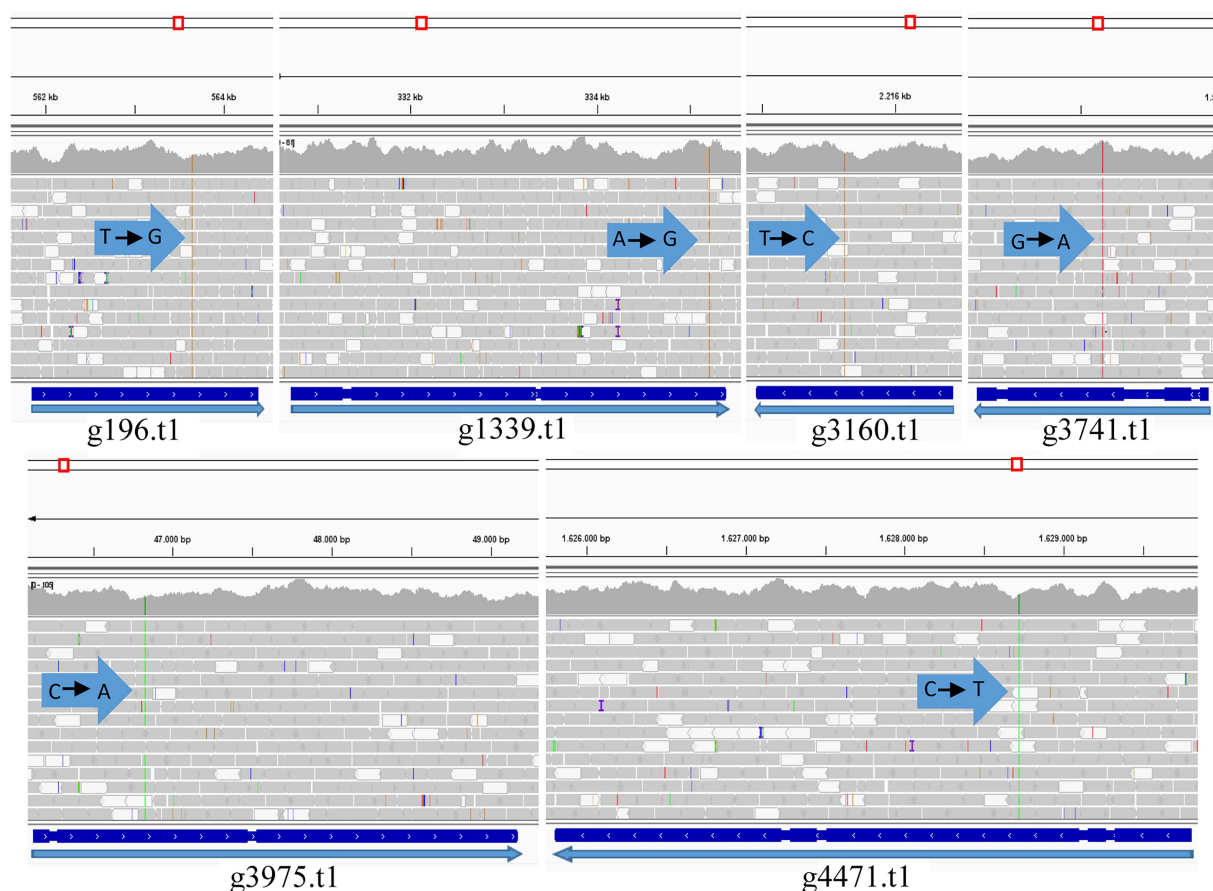 562 kb 564 kb 332 kb 334 kb 2.216 kb
T → G
A → G
T → C
G → A
g196.t1 g1339.t1 g3160.t1 g3741.t1
47.000 bp 48.000 bp 49.000 bp 1.626.000 bp 1.627.000 bp 1.628.000 bp 1.629.000 bp
C → A
C → T
g3975.t1 g4471.t1